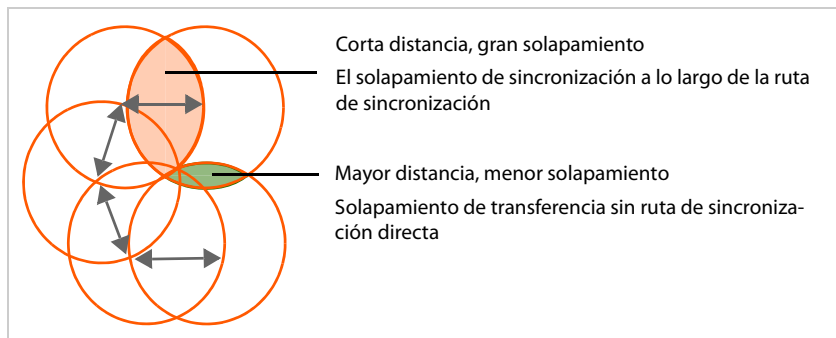 Corta distancia, gran solapamiento
El solapamiento de sincronización a lo largo de la ruta
de sincronización
Mayor distancia, menor solapamiento
Solapamiento de transferencia sin ruta de sincroniza-
ción directa